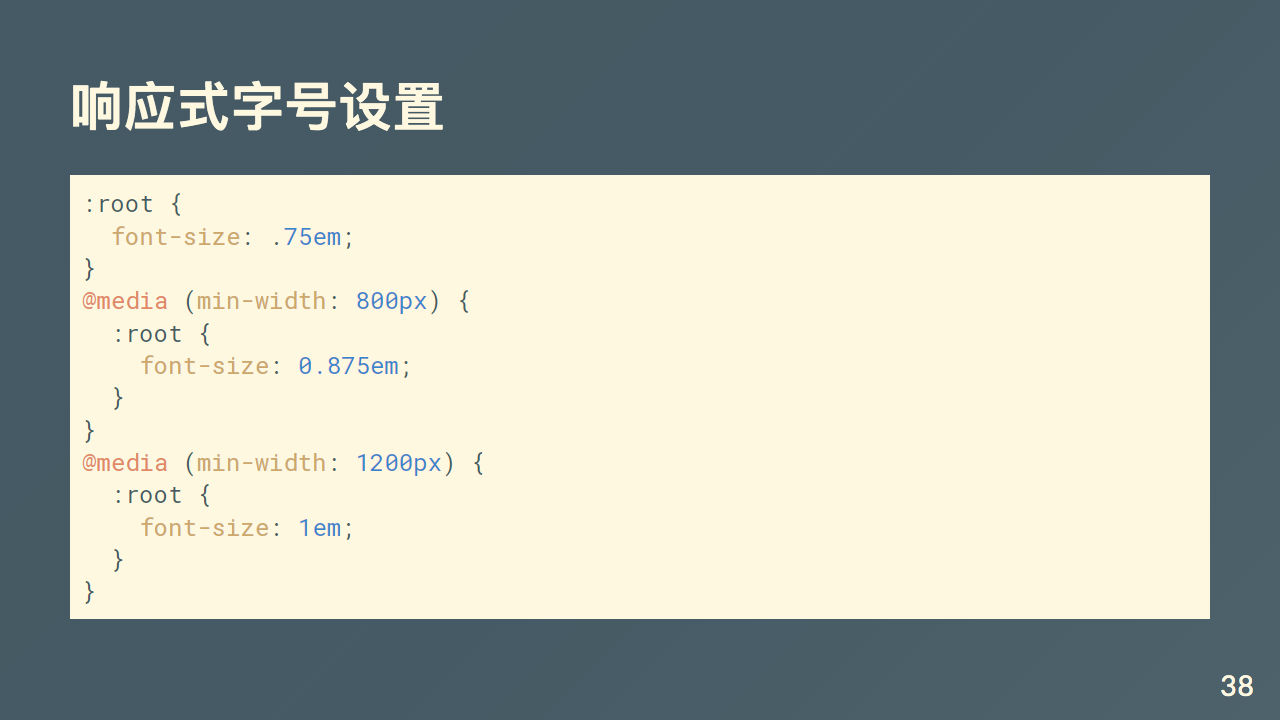 响应式字号设置
:root {
  font-size: .75em;
}
@media (min-width: 800px) {
  :root {
    font-size: 0.875em;
  }
}
@media (min-width: 1200px) {
  :root {
    font-size: 1em;
  }
}
38